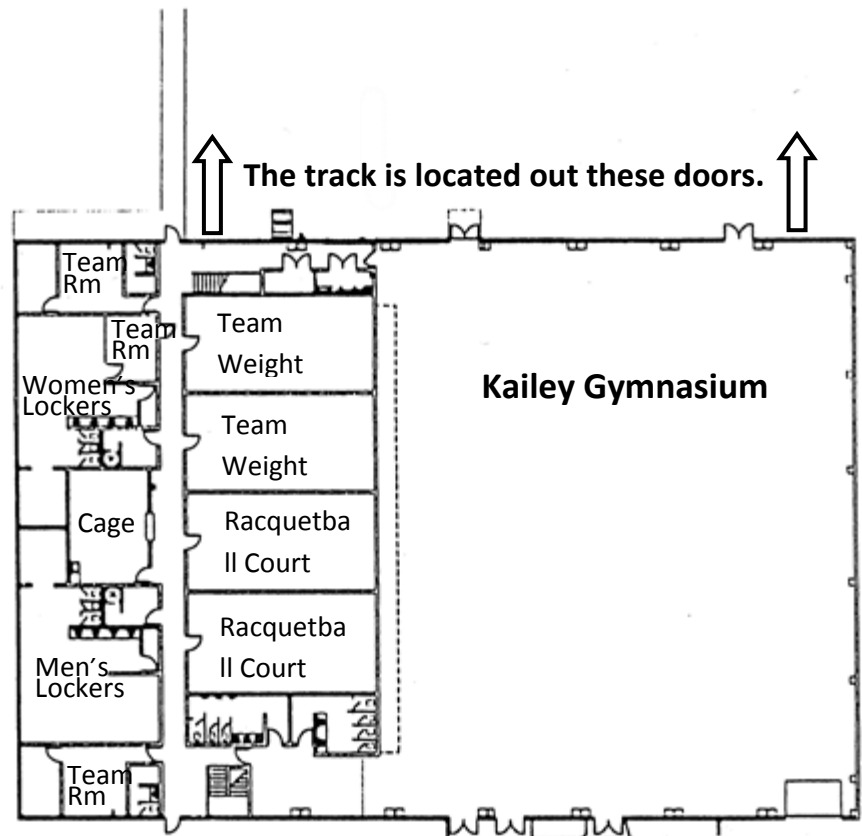 The track is located out these doors.
Team
Rm
Team
Rm
Team
Weight
Women's
Lockers
Kailey Gymnasium
Team
Weight
Cage
Racquetba
ll Court
Racquetba
ll Court
Men's
Lockers
Team
Rm